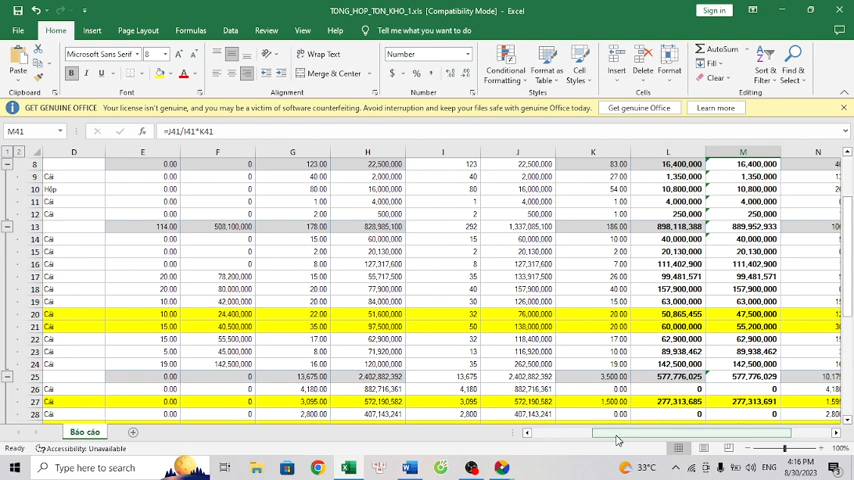 TONG_HOP_TON_KHO_1.xls [Compatibility Mode] - Excel
Sign in
File Home Insert Draw Page Layout Formulas Data Review View Help Tell me what you want to do
Paste
Microsoft Sans Serif 8
Wrap Text
Merge & Center
Number
Conditional Formatting
Format as Table
Cell Styles
Insert
Delete
Format
AutoSum
Fill
Clear
Sort & Filter
Find & Select
Clipboard Font Alignment Number Styles Cells Editing
GET GENUINE OFFICE Your license isn't genuine, and you may be a victim of software counterfeiting. Avoid interruption and keep your files safe with genuine Office today. Get genuine Office Learn more
M41 =J41/I41*K41
1 2 D E F G H I J K L M N
8 0.00 0 123.00 22,500,000 123 22,500,000 83.00 16,400,000 16,400,000 40
9 Cái 0.00 0 40.00 2,000,000 40 2,000,000 27.00 1,350,000 1,350,000
10 Hộp 0.00 0 80.00 16,000,000 80 16,000,000 54.00 10,800,000 10,800,000
11 Cái 0.00 0 1.00 4,000,000 1 4,000,000 1.00 4,000,000 4,000,000
12 Cái 0.00 0 2.00 500,000 2 500,000 1.00 250,000 250,000
13 114.00 508,100,000 178.00 828,985,100 292 1,337,085,100 186.00 898,118,388 889,952,933
14 Cái 0.00 0 15.00 60,000,000 15 60,000,000 10.00 40,000,000 40,000,000
15 Cái 0.00 0 2.00 20,130,000 2 20,130,000 2.00 20,130,000 20,130,000
16 Cái 0.00 0 8.00 127,317,600 8 127,317,600 7.00 111,402,900 111,402,900
17 Cái 20.00 78,200,000 15.00 55,717,500 35 133,917,500 26.00 99,481,571 99,481,571
18 Cái 20.00 80,000,000 20.00 77,900,000 40 157,900,000 40.00 157,900,000 157,900,000
19 Cái 10.00 42,000,000 20.00 84,000,000 30 126,000,000 15.00 63,000,000 63,000,000
20 Cái 10.00 24,400,000 22.00 51,600,000 32 76,000,000 20.00 50,865,455 47,500,000
21 Cái 15.00 40,500,000 35.00 97,500,000 50 138,000,000 20.00 60,000,000 55,200,000
22 Cái 17.00 55,500,000 15.00 62,900,000 32 118,400,000 17.00 62,900,000 62,900,000
23 Cái 5.00 45,000,000 8.00 71,920,000 13 116,920,000 10.00 89,938,462 89,938,462
24 Cái 19.00 142,500,000 16.00 120,000,000 35 262,500,000 19.00 142,500,000 142,500,000
25 0.00 0 13,675.00 2,402,882,392 13,675 2,402,882,392 3,500.00 577,776,025 577,776,029
26 Cái 0.00 0 4,180.00 882,716,361 4,180 882,716,361 0.00 0 0
27 Cái 0.00 0 3,095.00 572,190,582 3,095 572,190,582 1,500.00 277,313,685 277,313,691
28 Cái 0.00 0 2,800.00 407,143,241 2,800 407,143,241 0.00 0 0
Báo cáo
Ready Accessibility: Unavailable 100%
Type here to search 33°C ENG 4:16 PM
8/30/2023